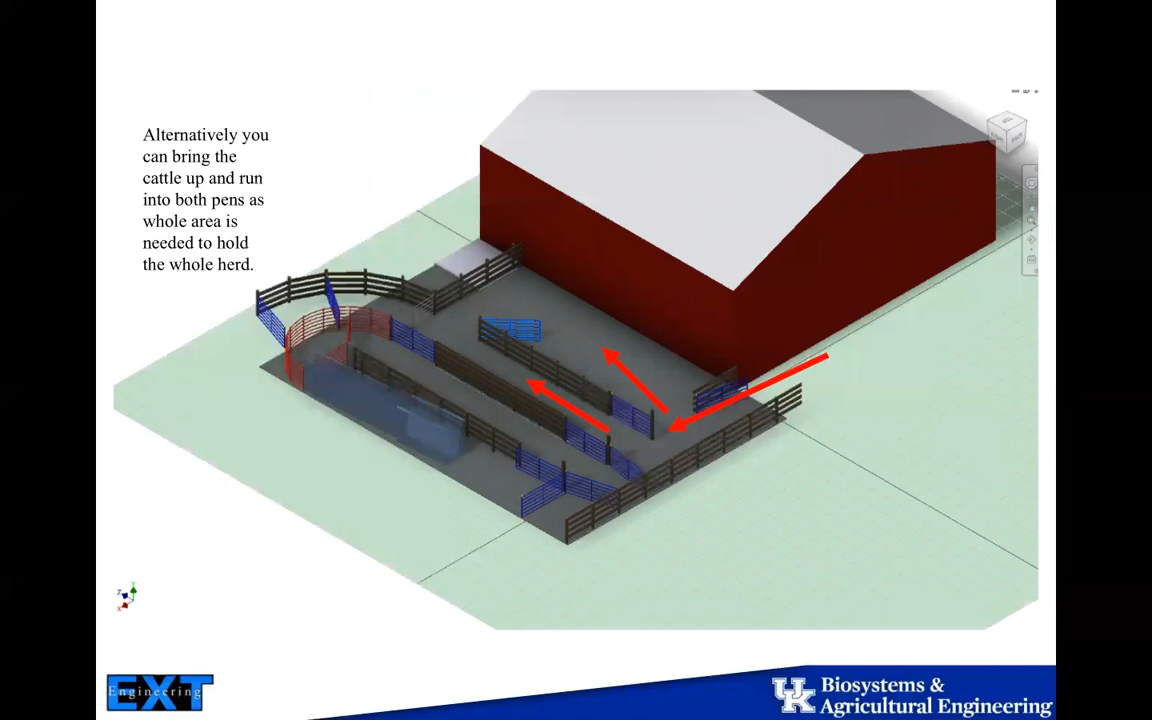 Alternatively you
can bring the
cattle up and run
into both pens as
whole area is
needed to hold
the whole herd.
EXT
Engineering
UK
Biosystems &
Agricultural Engineering